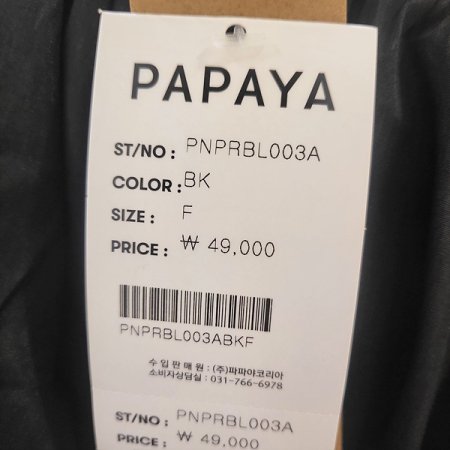 PAPAYA
ST/NO : PNPRBL003A
COLOR : BK
SIZE : F
PRICE : ₩ 49,000
PNPRBL003ABKF
수 입 판 매 원 : (주)파파야코리아
소비자상담실 : 031-766-6978
ST/NO : PNPRBL003A
PRICE : ₩ 49,000